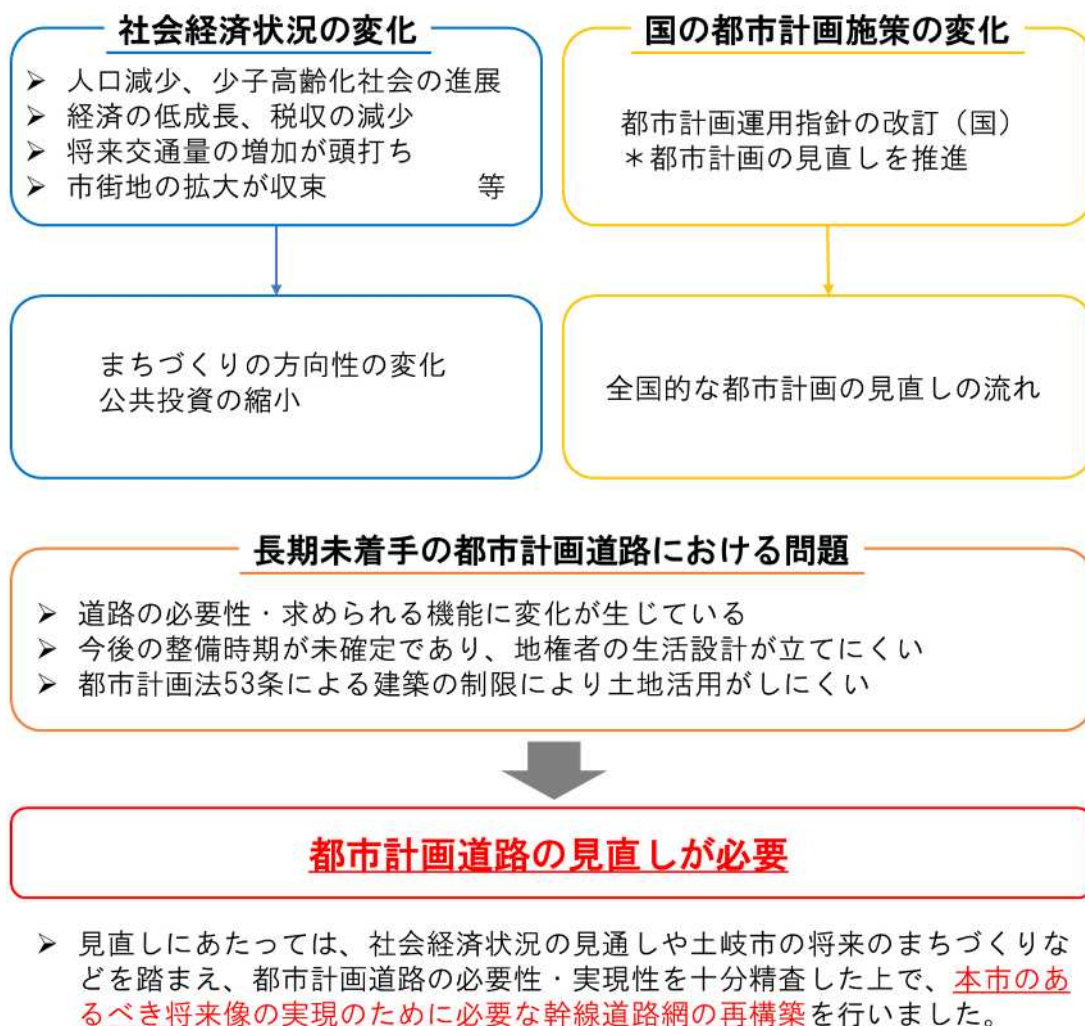 社会経済状況の変化
➢ 人口減少、少子高齢化社会の進展
➢ 経済の低成長、税収の減少
➢ 将来交通量の増加が頭打ち
➢ 市街地の拡大が収束 等
国の都市計画施策の変化
都市計画運用指針の改訂（国）
＊都市計画の見直しを推進
まちづくりの方向性の変化
公共投資の縮小
全国的な都市計画の見直しの流れ
長期未着手の都市計画道路における問題
➢ 道路の必要性・求められる機能に変化が生じている
➢ 今後の整備時期が未確定であり、地権者の生活設計が立てにくい
➢ 都市計画法53条による建築の制限により土地活用がしにくい
都市計画道路の見直しが必要
➢ 見直しにあたっては、社会経済状況の見通しや土岐市の将来のまちづくりな
どを踏まえ、都市計画道路の必要性・実現性を十分精査した上で、本市のあ
るべき将来像の実現のために必要な幹線道路網の再構築を行いました。